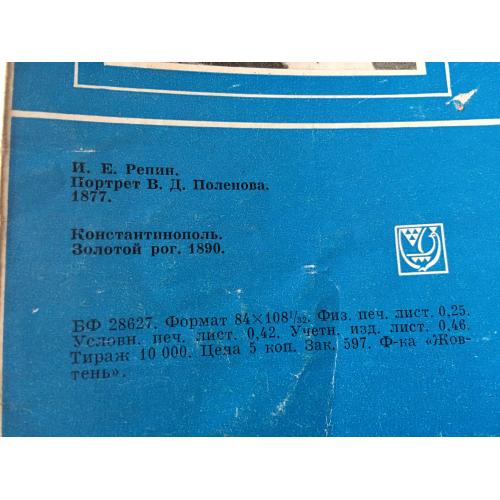 И. Е. Репин.
Портрет В. Д. Поленова.
1877.
Константинополь.
Золотой рог. 1890.
БФ 28627. Формат 84×108¹/₃₂. Физ. печ. лист. 0,25.
Условн. печ. лист. 0,42. Учетн. изд. лист. 0,46.
Тираж 10 000. Цена 5 коп. Зак. 597. Ф-ка «Жов-
тень».